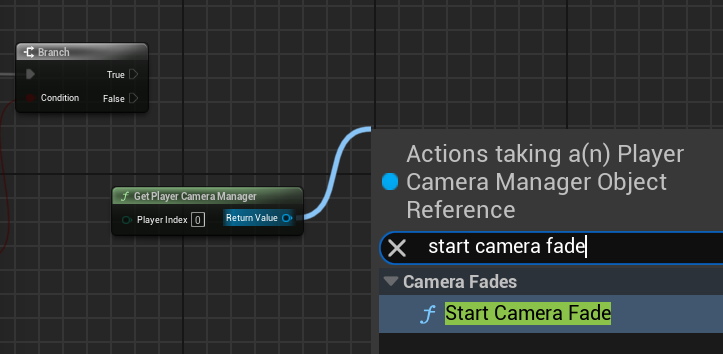 Branch
True
Condition
False
Get Player Camera Manager
Player Index 0
Return Value
Actions taking a(n) Player
Camera Manager Object
Reference
start camera fade
Camera Fades
f Start Camera Fade